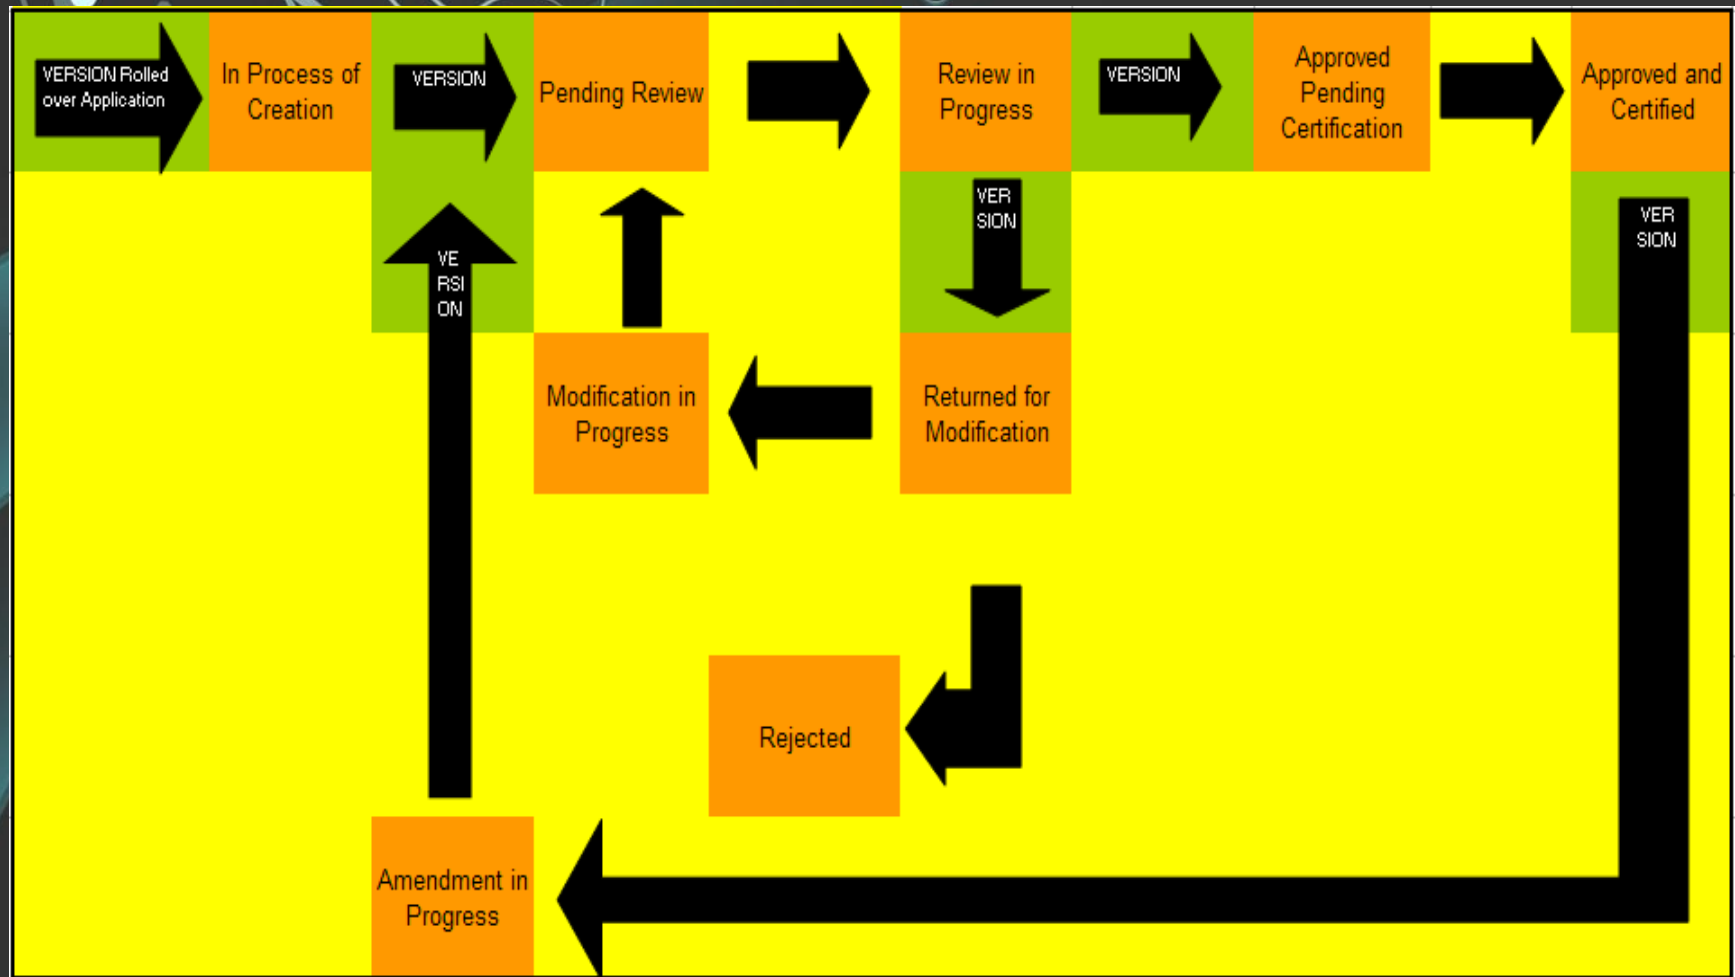 VERSION Rolled
over Application
In Process of
Creation
VERSION
Pending Review
Review in
Progress
VERSION
Approved
Pending
Certification
Approved and
Certified
VE
RSI
ON
VER
SION
VER
SION
Modification in
Progress
Returned for
Modification
Rejected
Amendment in
Progress